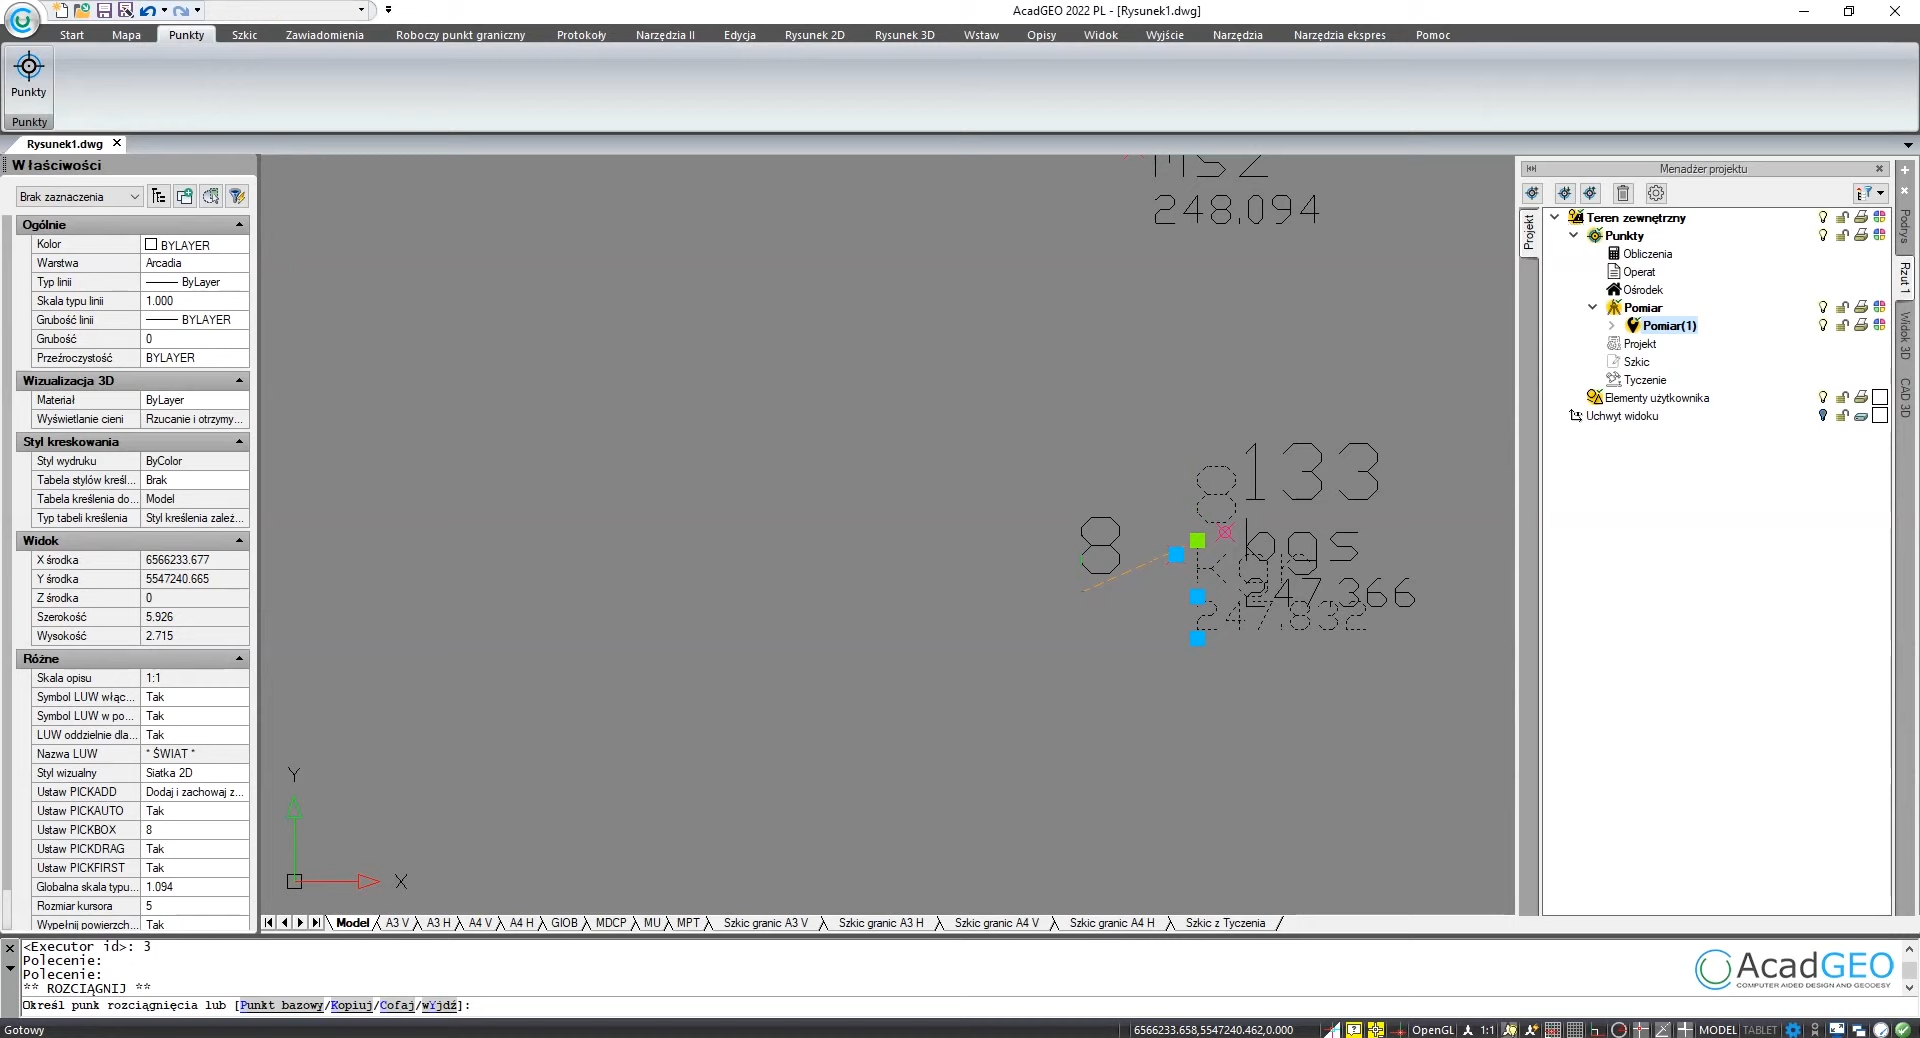 AcadGEO 2022 PL - [Rysunek1.dwg]
Start Mapa Punkty Szkic Zawiadomienia Roboczy punkt graniczny Protokoły Narzędzia II Edycja Rysunek 2D Rysunek 3D Wstaw Opisy Widok Wyjście Narzędzia Narzędzia ekspres Pomoc
Punkty
Punkty
Rysunek1.dwg
Właściwości
Brak zaznaczenia
Ogólnie
Kolor BYLAYER
Warstwa Arcadia
Typ linii ByLayer
Skala typu linii 1.000
Grubość linii BYLAYER
Grubość 0
Przeźroczystość BYLAYER
Wizualizacja 3D
Materiał ByLayer
Wyświetlanie cieni Rzucanie i otrzymy...
Styl kreskowania
Styl wydruku ByColor
Tabela stylów kreśl... Brak
Tabela kreślenia do... Model
Typ tabeli kreślenia Styl kreślenia zależ...
Widok
X środka 6566233.677
Y środka 5547240.665
Z środka 0
Szerokość 5.926
Wysokość 2.715
Różne
Skala opisu 1:1
Symbol LUW włąc... Tak
Symbol LUW w po... Tak
LUW oddzielnie dla... Tak
Nazwa LUW * ŚWIAT *
Styl wizualny Siatka 2D
Ustaw PICKADD Dodaj i zachowaj z...
Ustaw PICKAUTO Tak
Ustaw PICKBOX 8
Ustaw PICKDRAG Tak
Ustaw PICKFIRST Tak
Globalna skala typu... 1.094
Rozmiar kursora 5
Wypełnij powierzch... Tak
248.094
8
133
8
bgs
247.366
247.832
Y
X
Menadżer projektu
Projekt
Teren zewnętrzny
Punkty
Obliczenia
Operat
Ośrodek
Pomiar
Pomiar(1)
Projekt
Szkic
Tyczenie
Elementy użytkownika
Uchwyt widoku
Podrys
Rzut 1
Widok 3D
CAD 3D
Model A3 V A3 H A4 V A4 H GIOB MDCP MU MPT Szkic granic A3 V Szkic granic A3 H Szkic granic A4 V Szkic granic A4 H Szkic z Tyczenia
<Executor id>: 3
Polecenie:
Polecenie:
** ROZCIĄGNIJ **
Określ punk rozciągnięcia lub [Punkt bazowy/Kopiuj/Cofaj/wYjdź]:
AcadGEO
COMPUTER AIDED DESIGN AND GEODESY
Gotowy
6566233.658,5547240.462,0.000
OpenGL
1:1
MODEL
TABLET